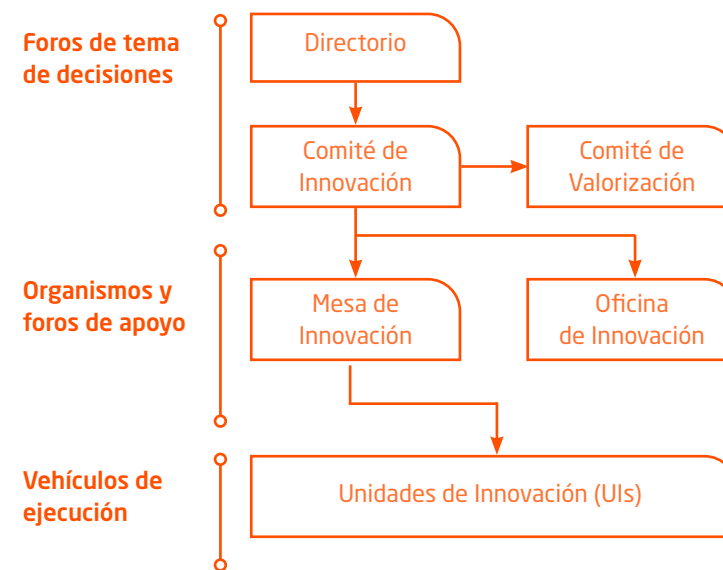 Foros de tema
de decisiones
Directorio
Comité de
Innovación
Comité de
Valorización
Organismos y
foros de apoyo
Mesa de
Innovación
Oficina
de Innovación
Vehículos de
ejecución
Unidades de Innovación (UIs)